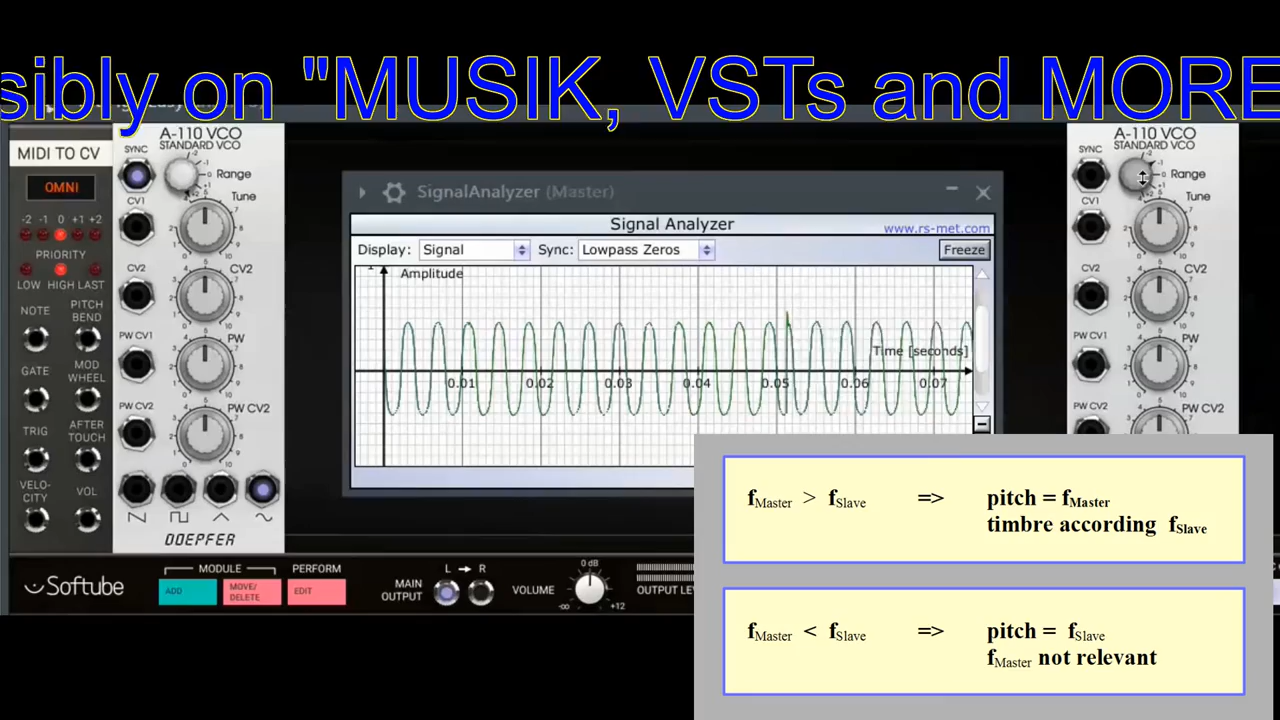 sibly on "MUSIK, VSTs and MORE
MIDI TO CV
OMNI
-2 -1 0 +1 +2
PRIORITY
LOW HIGH LAST
NOTE
PITCH BEND
GATE
MOD WHEEL
TRIG
AFTER TOUCH
VELO-CITY
VOL
A-110 VCO
STANDARD VCO
SYNC
Range
Tune
CV1
CV2
CV2
PW CV1
PW
PW CV2
PW CV2
DOEPFER
SignalAnalyzer (Master)
Signal Analyzer
www.rs-met.com
Display: Signal Sync: Lowpass Zeros Freeze
1 Amplitude
Time [seconds]
0.01 0.02 0.03 0.04 0.05 0.06 0.07
A-110 VCO
STANDARD VCO
SYNC
Range
Tune
CV1
CV2
CV2
PW CV1
PW
PW CV2
PW CV2
Softube
MODULE
ADD
MOVE/
DELETE
PERFORM
EDIT
MAIN
OUTPUT
L → R
VOLUME
0 dB
-∞ +12
OUTPUT LE
fMaster > fSlave => pitch = fMaster
timbre according fSlave
fMaster < fSlave => pitch = fSlave
fMaster not relevant